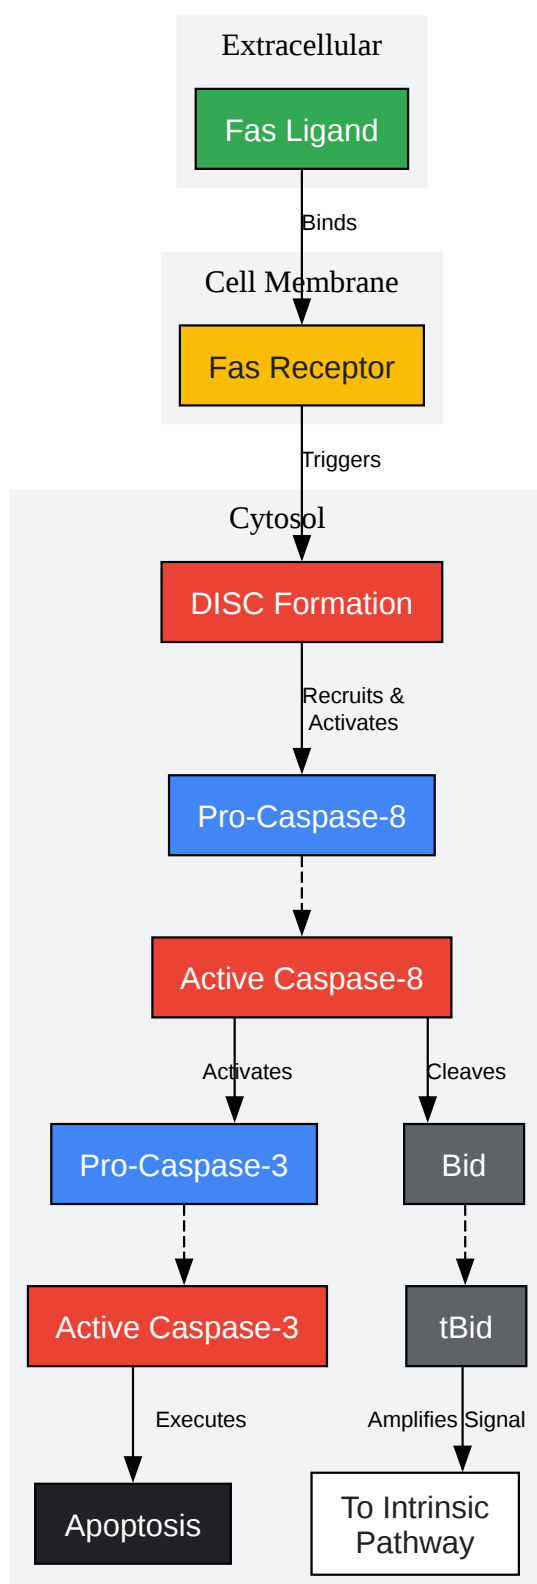 Extracellular
Fas Ligand
Binds
Cell Membrane
Fas Receptor
Triggers
Cytosol
DISC Formation
Recruits &
Activates
Pro-Caspase-8
Active Caspase-8
Activates
Cleaves
Pro-Caspase-3
Bid
Active Caspase-3
tBid
Executes
Amplifies Signal
Apoptosis
To Intrinsic
Pathway